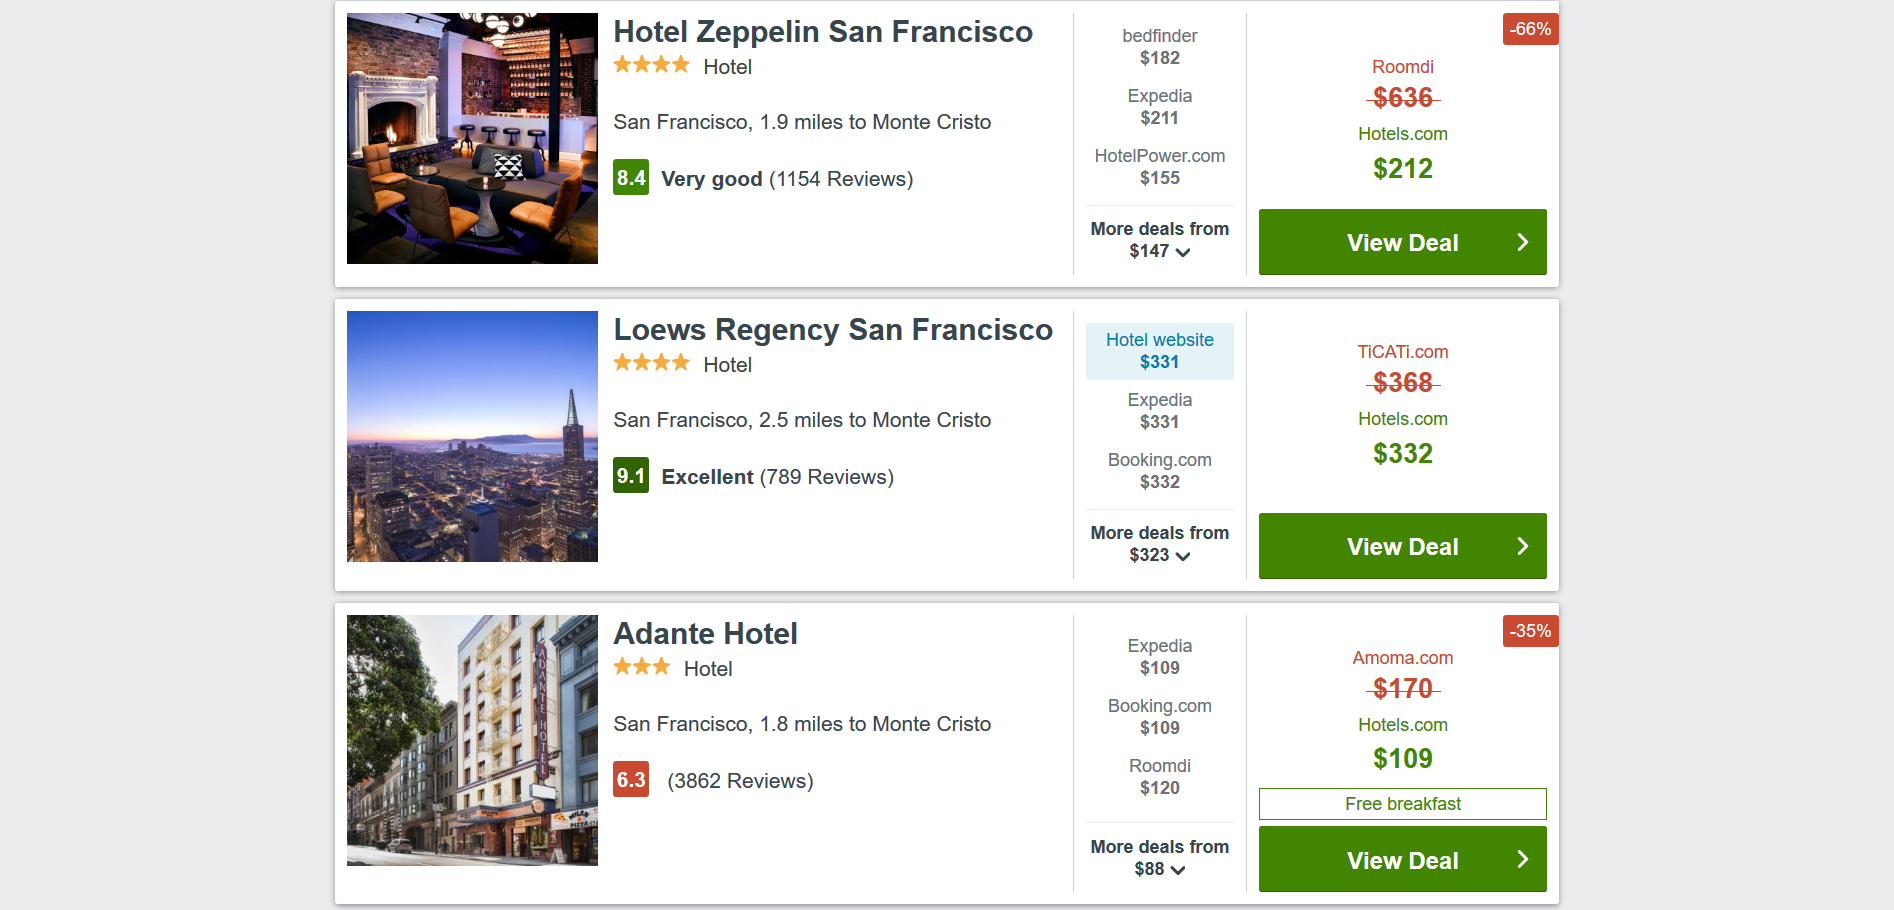 Hotel Zeppelin San Francisco
Hotel
San Francisco, 1.9 miles to Monte Cristo
8.4 Very good (1154 Reviews)
bedfinder
$182
Expedia
$211
HotelPower.com
$155
More deals from
$147
-66%
Roomdi
$636
Hotels.com
$212
View Deal
Loews Regency San Francisco
Hotel
San Francisco, 2.5 miles to Monte Cristo
9.1 Excellent (789 Reviews)
Hotel website
$331
Expedia
$331
Booking.com
$332
More deals from
$323
TiCATi.com
$368
Hotels.com
$332
View Deal
ADANTE HOTEL
MILAN
PIZZA
Adante Hotel
Hotel
San Francisco, 1.8 miles to Monte Cristo
6.3 (3862 Reviews)
Expedia
$109
Booking.com
$109
Roomdi
$120
More deals from
$88
-35%
Amoma.com
$170
Hotels.com
$109
Free breakfast
View Deal